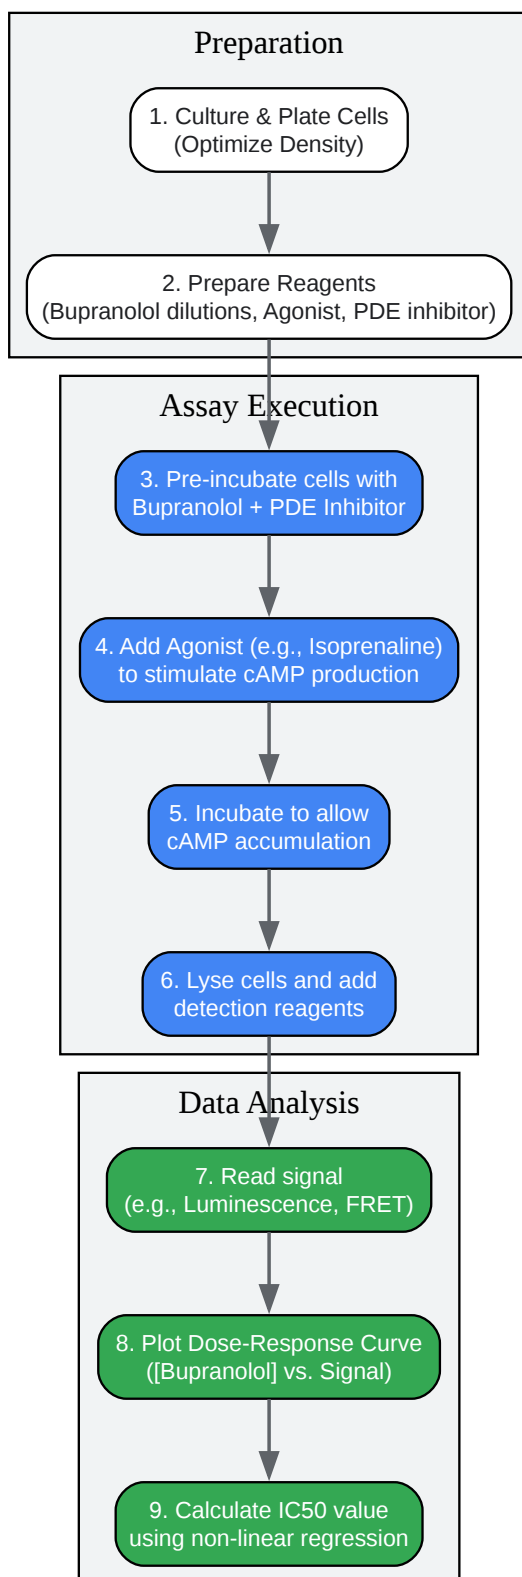 Preparation
1. Culture & Plate Cells
(Optimize Density)
2. Prepare Reagents
(Bupranolol dilutions, Agonist, PDE inhibitor)
Assay Execution
3. Pre-incubate cells with
Bupranolol + PDE Inhibitor
4. Add Agonist (e.g., Isoprenaline)
to stimulate cAMP production
5. Incubate to allow
cAMP accumulation
6. Lyse cells and add
detection reagents
Data Analysis
7. Read signal
(e.g., Luminescence, FRET)
8. Plot Dose-Response Curve
([Bupranolol] vs. Signal)
9. Calculate IC50 value
using non-linear regression